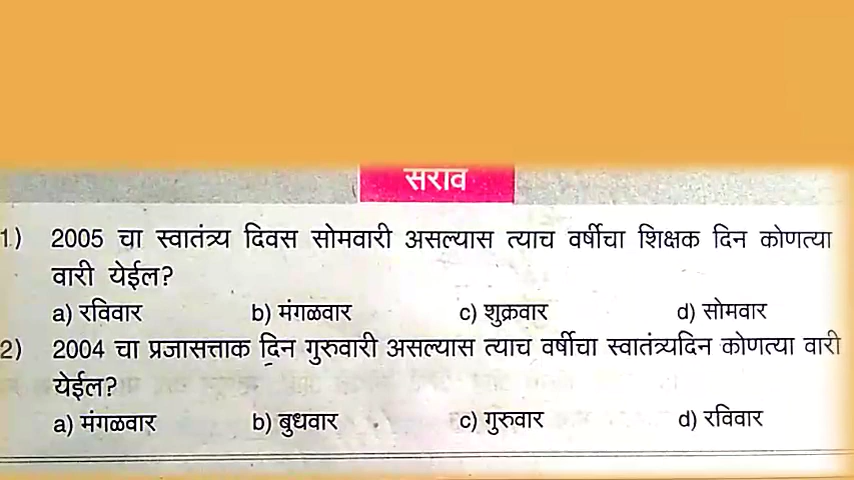 सराव
1) 2005 चा स्वातंत्र्य दिवस सोमवारी असल्यास त्याच वर्षीचा शिक्षक दिन कोणत्या
वारी येईल?
a) रविवार b) मंगळवार c) शुक्रवार d) सोमवार
2) 2004 चा प्रजासत्ताक दिन गुरुवारी असल्यास त्याच वर्षीचा स्वातंत्र्यदिन कोणत्या वारी
येईल?
a) मंगळवार b) बुधवार c) गुरुवार d) रविवार